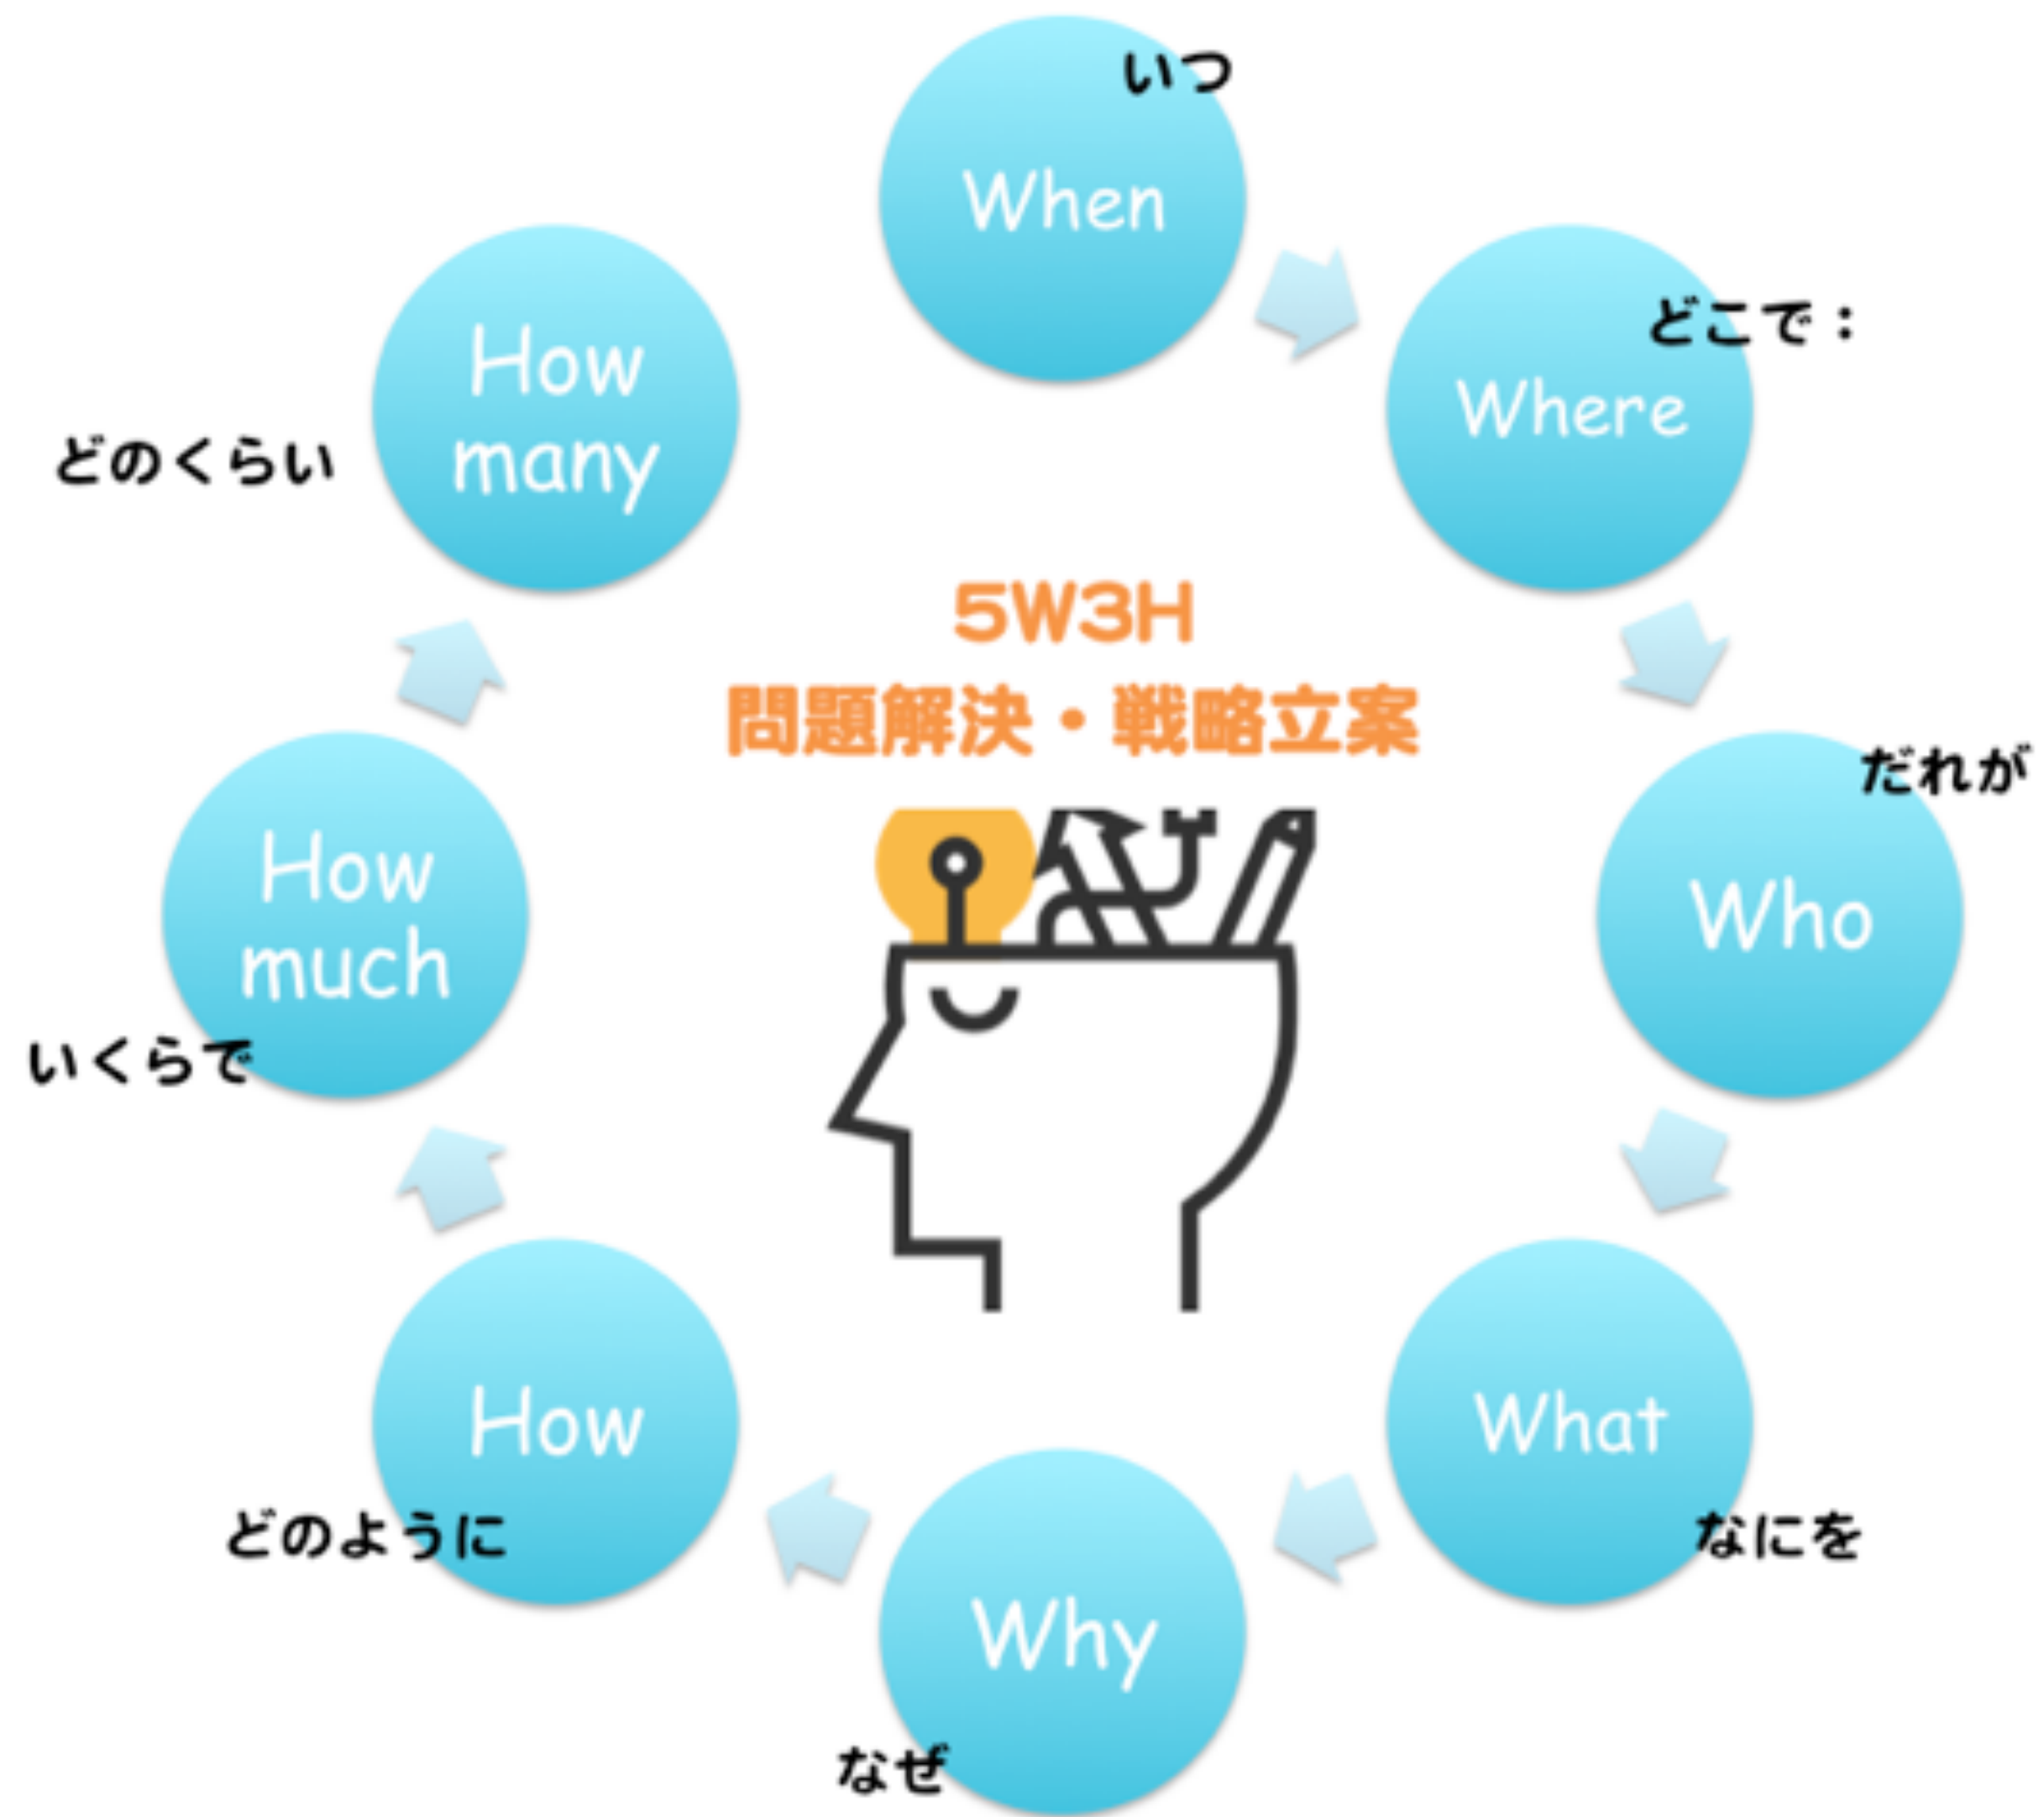 いつ
When
どこで：
Where
だれが
Who
なにを
What
なぜ
Why
どのように
How
いくらで
How
much
どのくらい
How
many
5W3H
問題解決・戦略立案